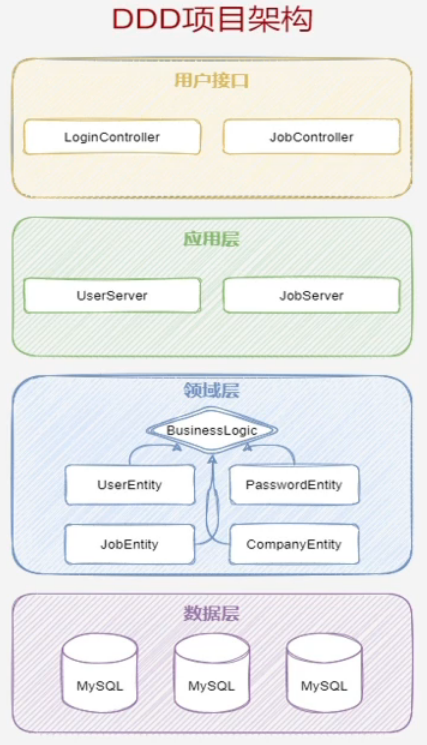 DDD项目架构
用户接口
LoginController
JobController
应用层
UserServer
JobServer
领域层
BusinessLogic
UserEntity
PasswordEntity
JobEntity
CompanyEntity
数据层
MySQL
MySQL
MySQL